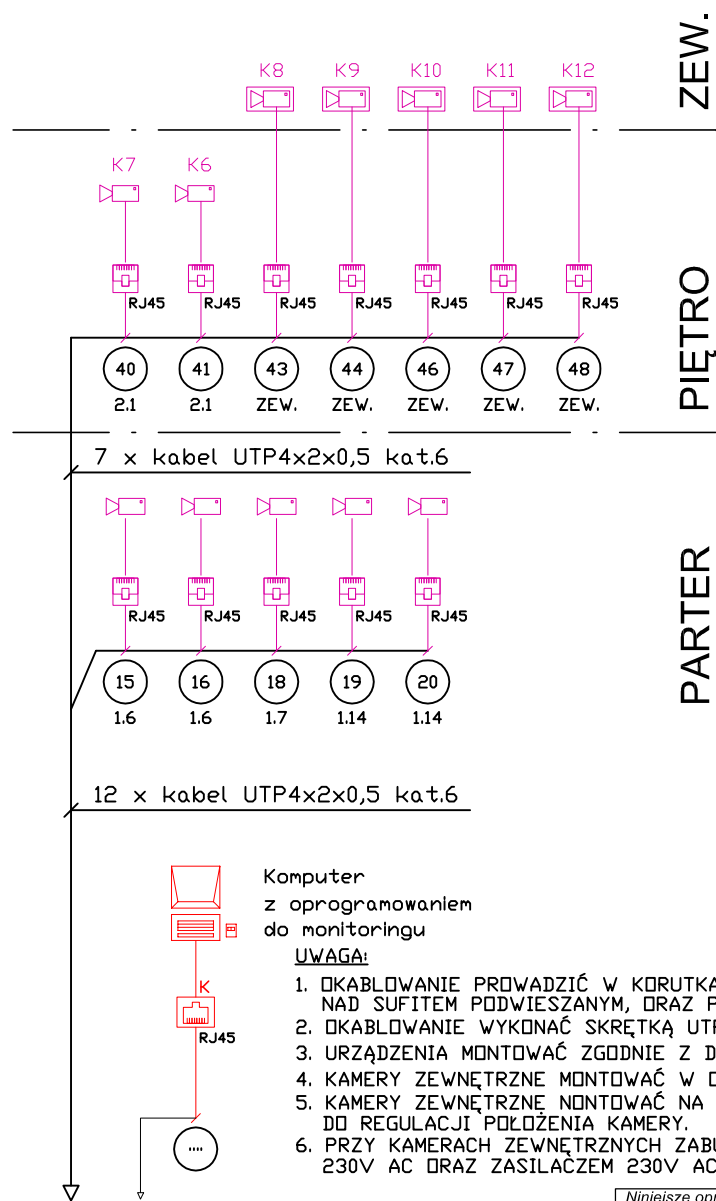 ZEW.
K8 K9 K10 K11 K12
K7 K6
PIĘTRO
RJ45 RJ45 RJ45 RJ45 RJ45 RJ45 RJ45
40 41 43 44 46 47 48
2.1 2.1 ZEW. ZEW. ZEW. ZEW. ZEW.
7 x kabel UTP4x2x0,5 kat.6
PARTER
RJ45 RJ45 RJ45 RJ45 RJ45
15 16 18 19 20
1.6 1.6 1.7 1.14 1.14
12 x kabel UTP4x2x0,5 kat.6
Komputer
z oprogramowaniem
do monitoringu
K
RJ45
....
UWAGA:
1. OKABLOWANIE PROWADZIĆ W KORUTKA
NAD SUFITEM PODWIESZANYM, ORAZ P
2. OKABLOWANIE WYKONAĆ SKRĘTKĄ UTP
3. URZĄDZENIA MONTOWAĆ ZGODNIE Z D
4. KAMERY ZEWNĘTRZNE MONTOWAĆ W O
5. KAMERY ZEWNĘTRZNE NONTOWAĆ NA
DO REGULACJI POŁOŻENIA KAMERY.
6. PRZY KAMERACH ZEWNĘTRZNYCH ZABU
230V AC ORAZ ZASILACZEM 230V AC
Niniejsze opr